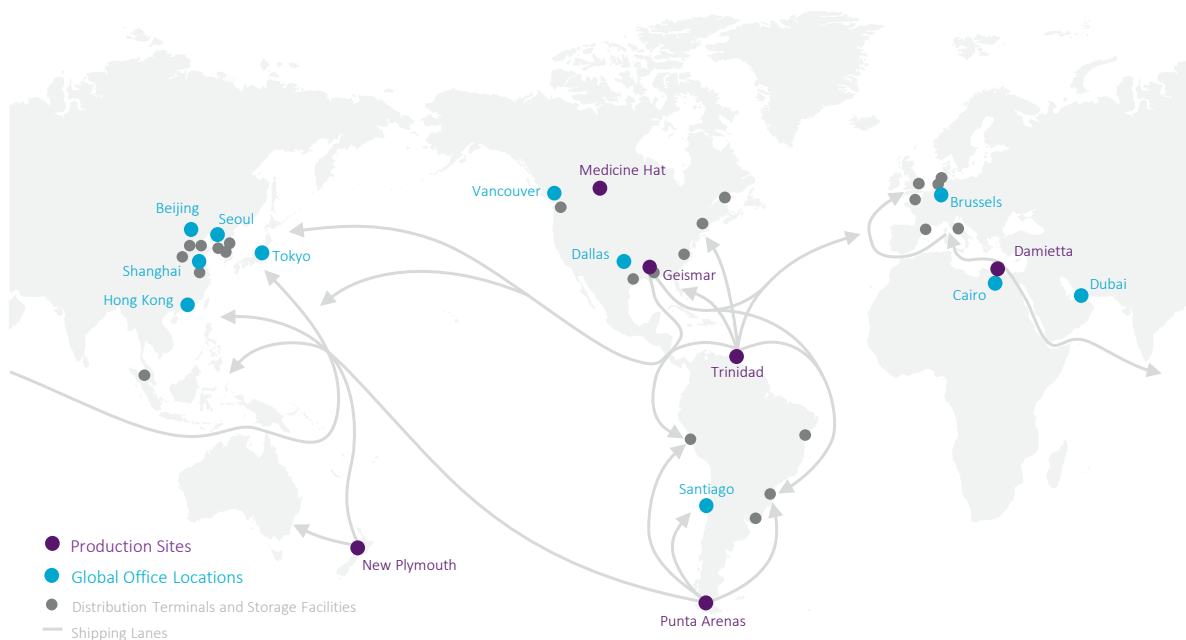 Medicine Hat
Vancouver
Brussels
Beijing
Seoul
Tokyo
Shanghai
Hong Kong
Dallas
Geismar
Damietta
Cairo
Dubai
Trinidad
Santiago
New Plymouth
Punta Arenas
Production Sites
Global Office Locations
Distribution Terminals and Storage Facilities
Shipping Lanes